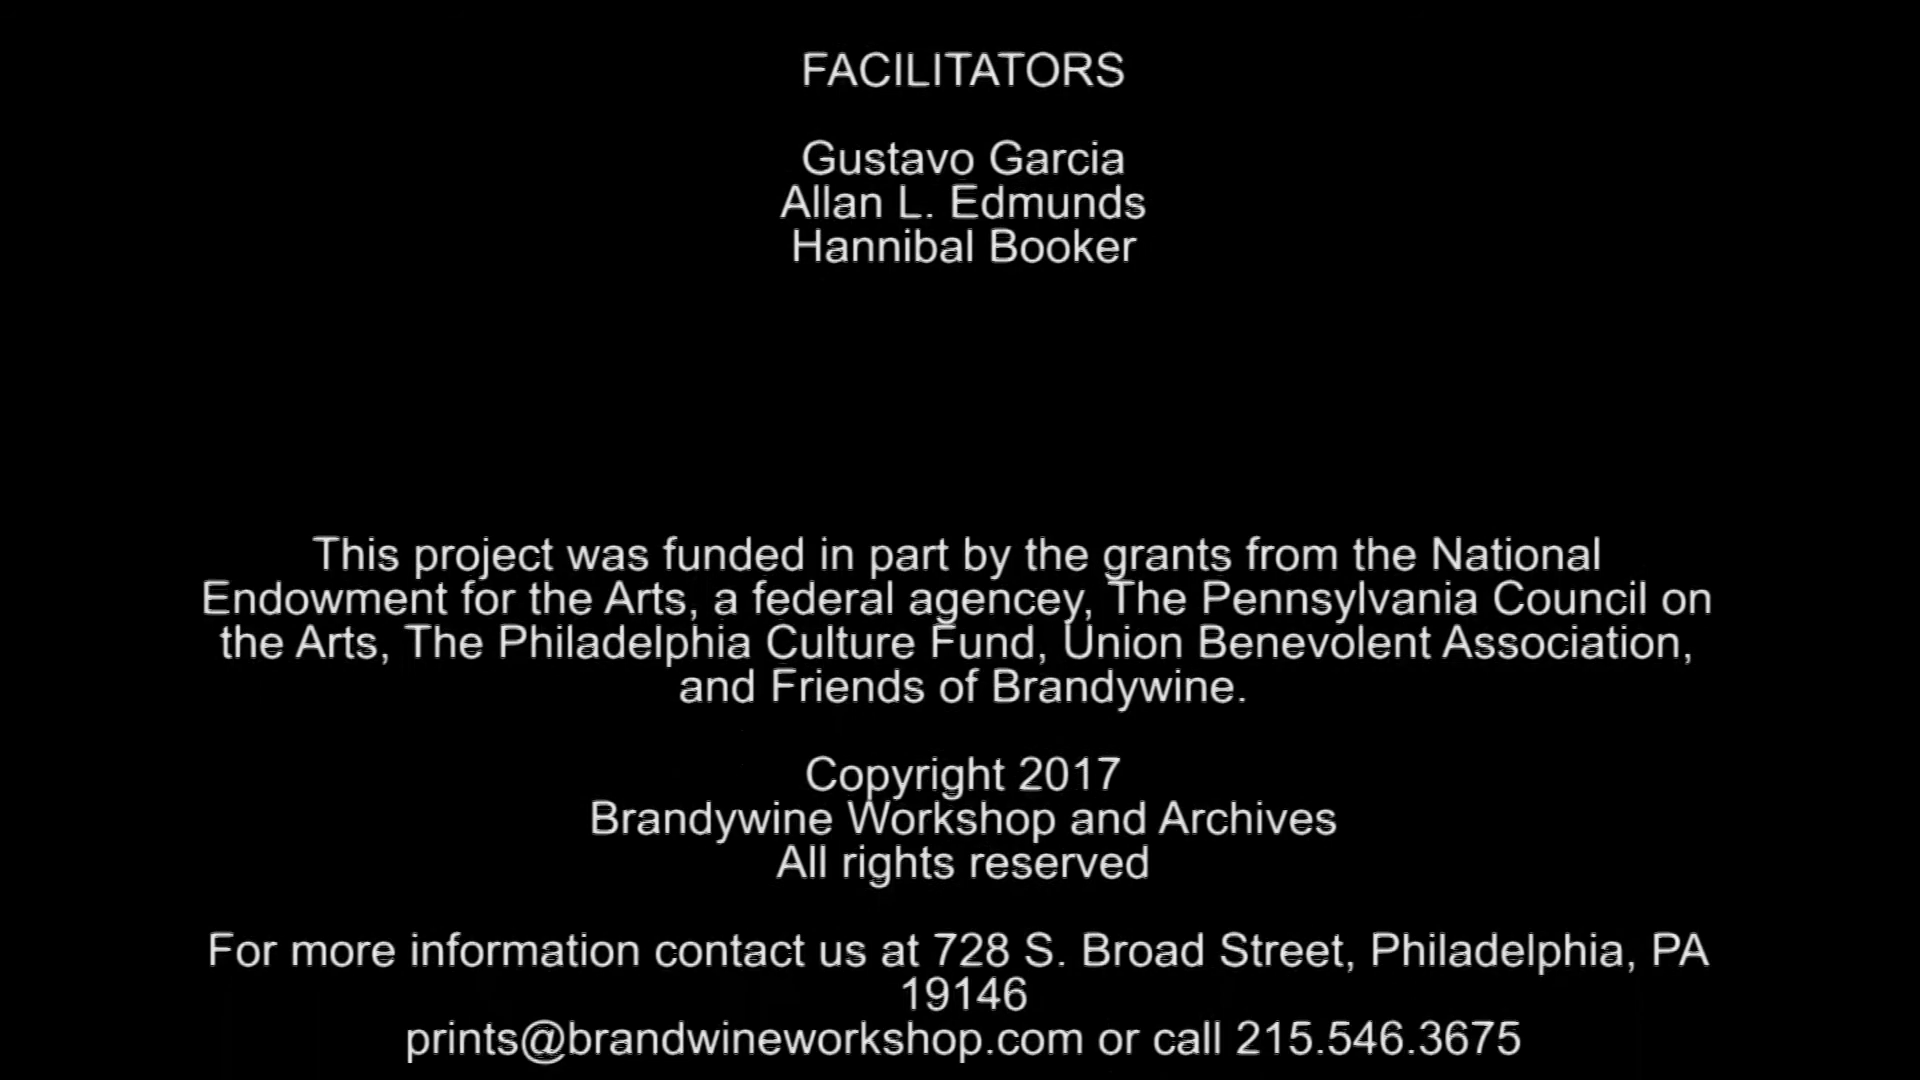 FACILITATORS
Gustavo Garcia
Allan L. Edmunds
Hannibal Booker
This project was funded in part by the grants from the National
Endowment for the Arts, a federal agencey, The Pennsylvania Council on
the Arts, The Philadelphia Culture Fund, Union Benevolent Association,
and Friends of Brandywine.
Copyright 2017
Brandywine Workshop and Archives
All rights reserved
For more information contact us at 728 S. Broad Street, Philadelphia, PA
19146
prints@brandwineworkshop.com or call 215.546.3675